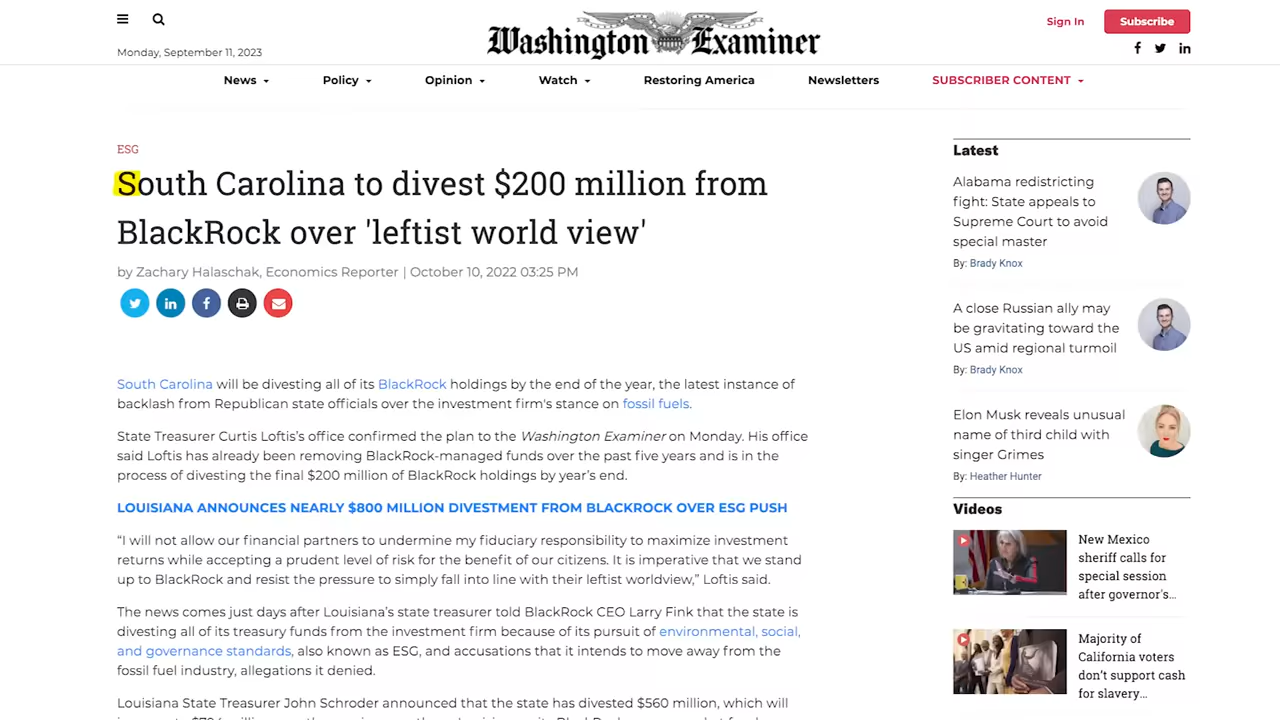 Monday, September 11, 2023
Washington Examiner
Sign In
Subscribe
News
Policy
Opinion
Watch
Restoring America
Newsletters
SUBSCRIBER CONTENT
ESG
South Carolina to divest $200 million from
BlackRock over 'leftist world view'
by Zachary Halaschak, Economics Reporter | October 10, 2022 03:25 PM
South Carolina will be divesting all of its BlackRock holdings by the end of the year, the latest instance of
backlash from Republican state officials over the investment firm's stance on fossil fuels.
State Treasurer Curtis Loftis's office confirmed the plan to the Washington Examiner on Monday. His office
said Loftis has already been removing BlackRock-managed funds over the past five years and is in the
process of divesting the final $200 million of BlackRock holdings by year's end.
LOUISIANA ANNOUNCES NEARLY $800 MILLION DIVESTMENT FROM BLACKROCK OVER ESG PUSH
“I will not allow our financial partners to undermine my fiduciary responsibility to maximize investment
returns while accepting a prudent level of risk for the benefit of our citizens. It is imperative that we stand
up to BlackRock and resist the pressure to simply fall into line with their leftist worldview,” Loftis said.
The news comes just days after Louisiana's state treasurer told BlackRock CEO Larry Fink that the state is
divesting all of its treasury funds from the investment firm because of its pursuit of environmental, social,
and governance standards, also known as ESG, and accusations that it intends to move away from the
fossil fuel industry, allegations it denied.
Louisiana State Treasurer John Schroder announced that the state has divested $560 million, which will
Latest
Alabama redistricting
fight: State appeals to
Supreme Court to avoid
special master
By: Brady Knox
A close Russian ally may
be gravitating toward the
US amid regional turmoil
By: Brady Knox
Elon Musk reveals unusual
name of third child with
singer Grimes
By: Heather Hunter
Videos
New Mexico
sheriff calls for
special session
after governor's...
Majority of
California voters
don't support cash
for slavery...